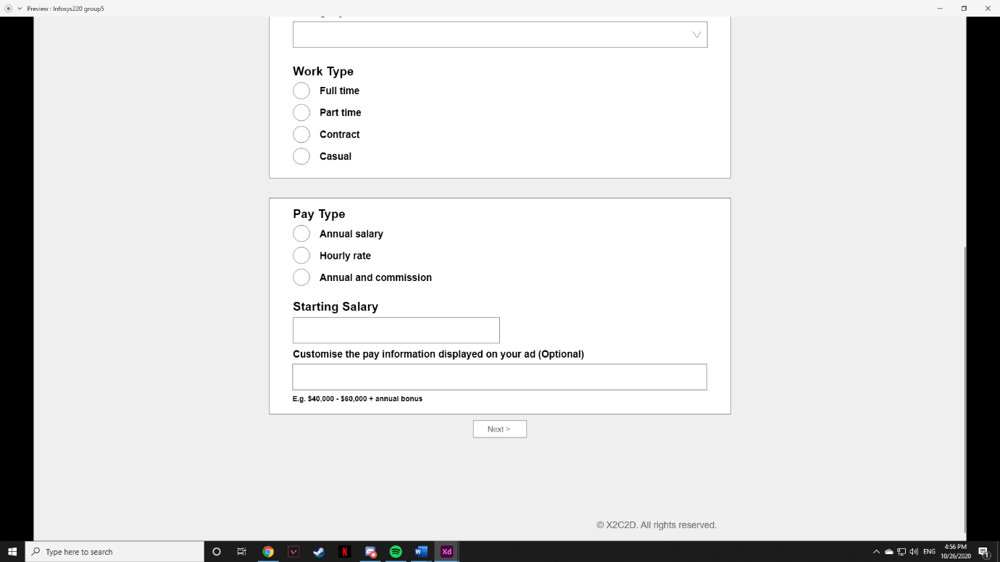 Preview : Infosys220 group5
Work Type
Full time
Part time
Contract
Casual
Pay Type
Annual salary
Hourly rate
Annual and commission
Starting Salary
Customise the pay information displayed on your ad (Optional)
E.g. $40,000 - $60,000 + annual bonus
Next >
© X2C2D. All rights reserved.
Type here to search
N
W
Xd
ENG
4:56 PM
10/26/2020
1